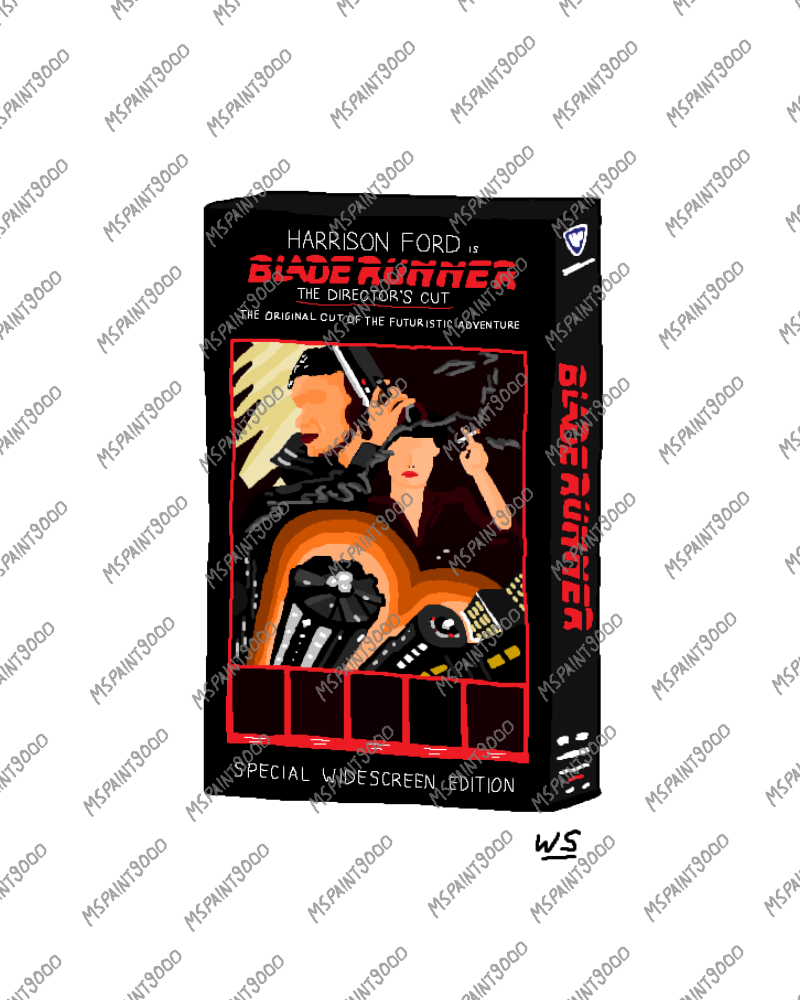 HARRISON FORD IS
BLADE RUNNER
THE DIRECTOR'S CUT
THE ORIGINAL CUT OF THE FUTURISTIC ADVENTURE
SPECIAL WIDESCREEN EDITION
BLADE RUNNER
WS
MSPAINT9000